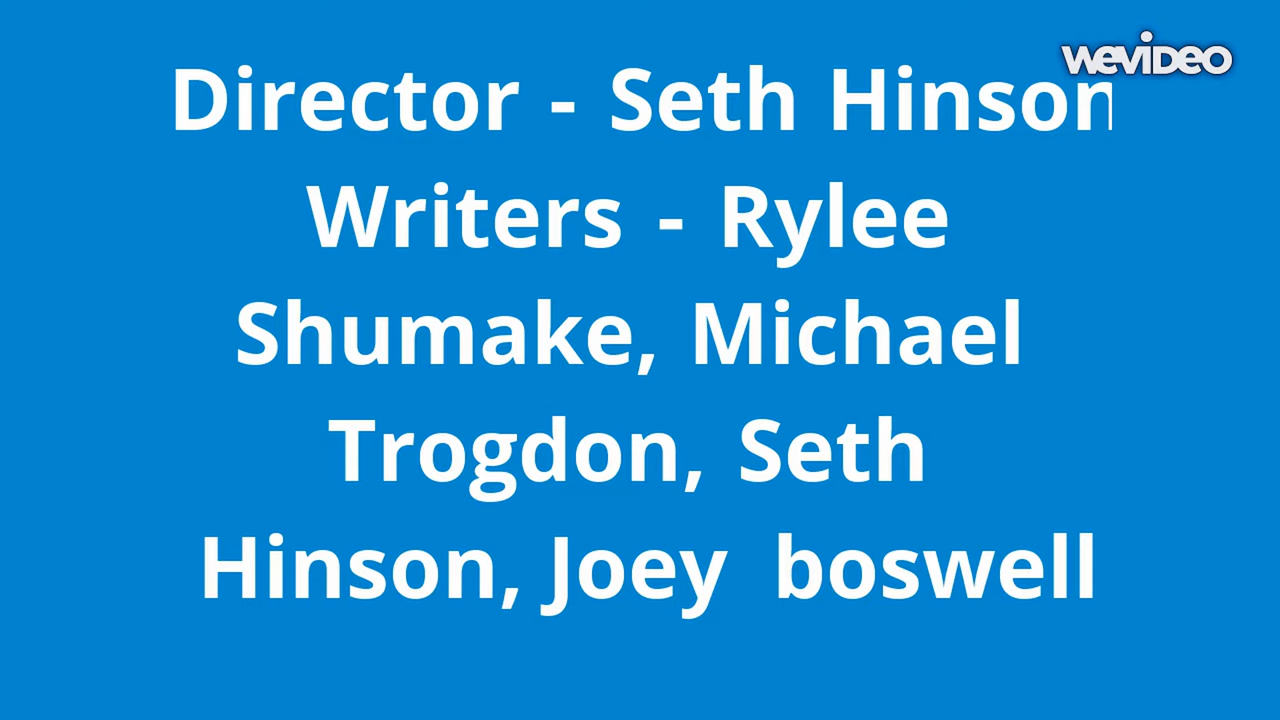 wevideo
Director - Seth Hinson
Writers - Rylee
Shumake, Michael
Trogdon, Seth
Hinson, Joey boswell